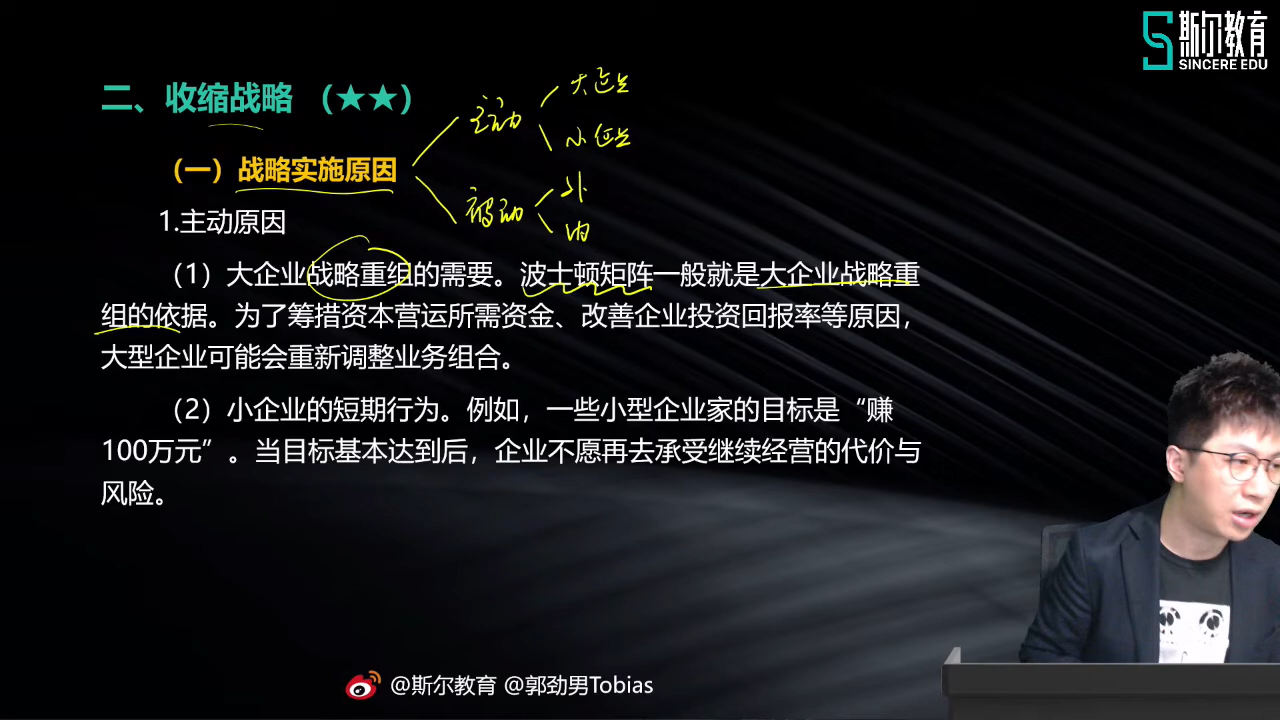 斯尔教育
SINCERE EDU
二、收缩战略 （★★）
主动
大企业
小企业
（一）战略实施原因
被动
外
内
1.主动原因
（1）大企业战略重组的需要。波士顿矩阵一般就是大企业战略重
组的依据。为了筹措资本营运所需资金、改善企业投资回报率等原因，
大型企业可能会重新调整业务组合。
（2）小企业的短期行为。例如，一些小型企业家的目标是“赚
100万元”。当目标基本达到后，企业不愿再去承受继续经营的代价与
风险。
@斯尔教育 @郭劲男Tobias